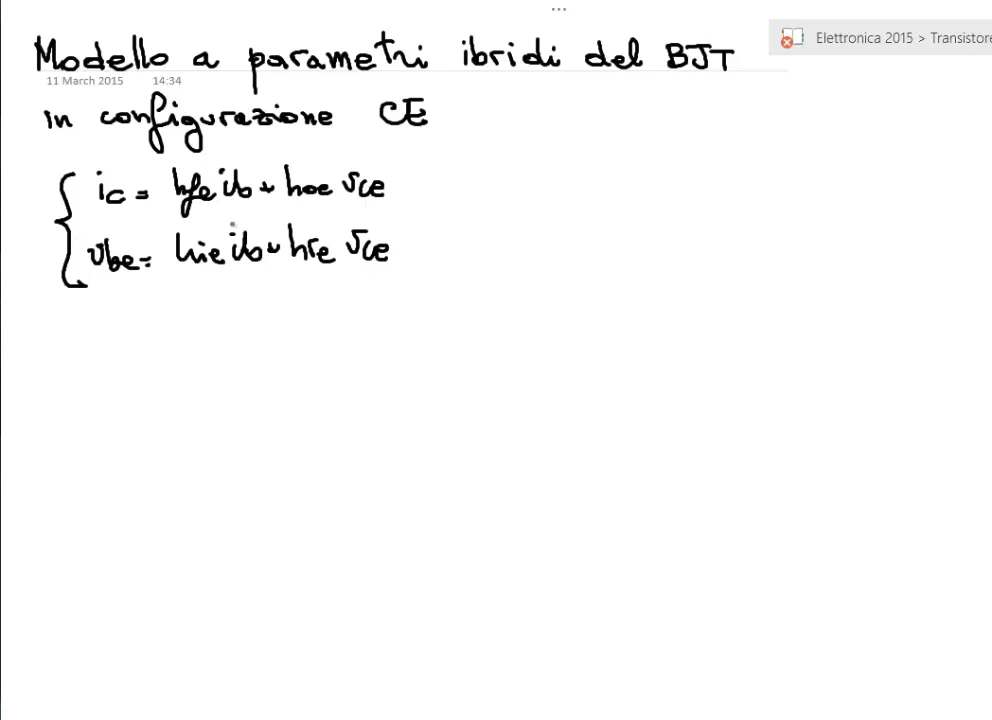 ...
Elettronica 2015 > Transistore
Modello a parametri ibridi del BJT
11 March 2015 14:34
in configurazione CE
ic = hfe ib + hoe vce
vbe = hie ib + hre vce